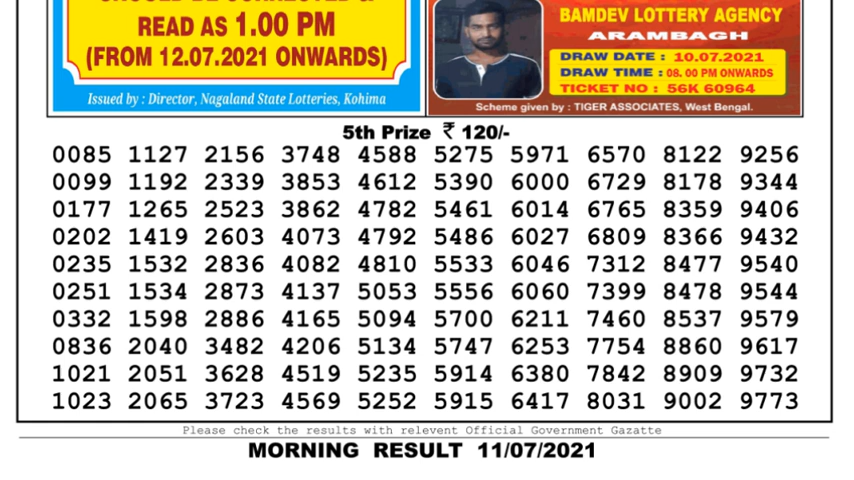 READ AS 1.00 PM
(FROM 12.07.2021 ONWARDS)
Issued by : Director, Nagaland State Lotteries, Kohima
BAMDEV LOTTERY AGENCY
ARAMBAGH
DRAW DATE : 10.07.2021
DRAW TIME : 08. 00 PM ONWARDS
TICKET NO : 56K 60964
Scheme given by : TIGER ASSOCIATES, West Bengal.
5th Prize ₹ 120/-
0085 1127 2156 3748 4588 5275 5971 6570 8122 9256
0099 1192 2339 3853 4612 5390 6000 6729 8178 9344
0177 1265 2523 3862 4782 5461 6014 6765 8359 9406
0202 1419 2603 4073 4792 5486 6027 6809 8366 9432
0235 1532 2836 4082 4810 5533 6046 7312 8477 9540
0251 1534 2873 4137 5053 5556 6060 7399 8478 9544
0332 1598 2886 4165 5094 5700 6211 7460 8537 9579
0836 2040 3482 4206 5134 5747 6253 7754 8860 9617
1021 2051 3628 4519 5235 5914 6380 7842 8909 9732
1023 2065 3723 4569 5252 5915 6417 8031 9002 9773
Please check the results with relevent Official Government Gazatte
MORNING RESULT 11/07/2021